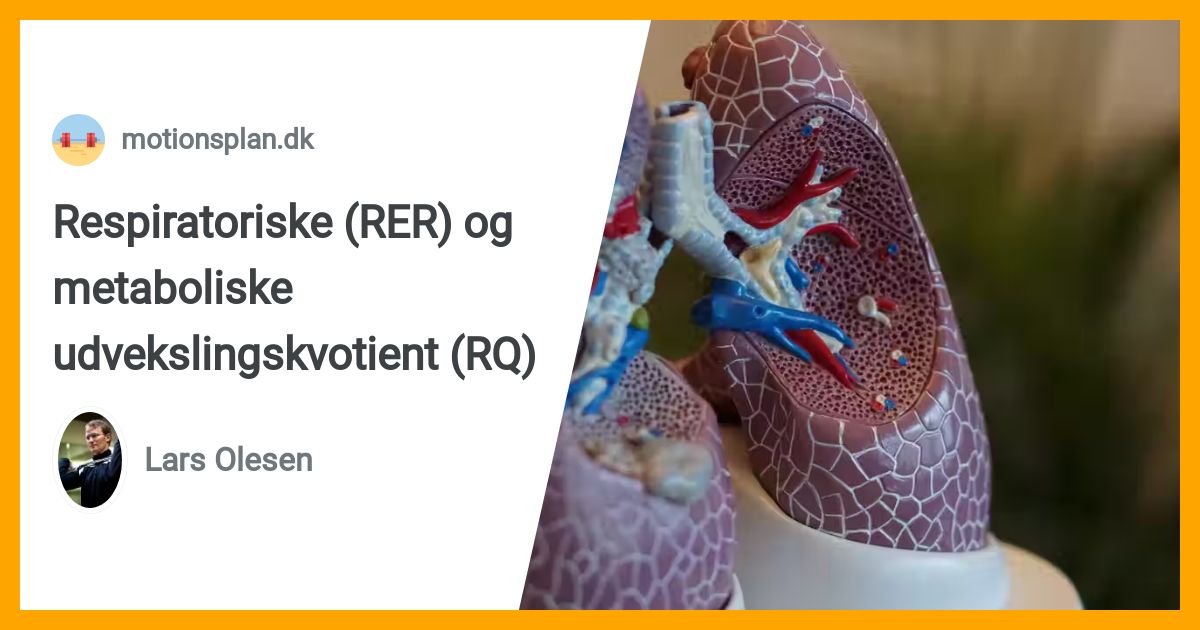 motionsplan.dk
Respiratoriske (RER) og
metaboliske
udvekslingskvotient (RQ)
Lars Olesen